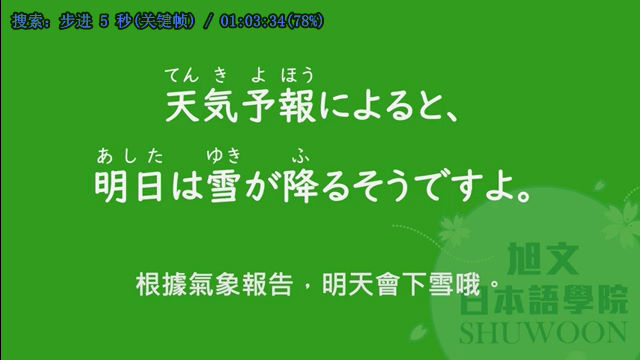 搜索: 步进 5 秒(关键帧) / 01:03:34(78%)
てん き よ ほう
天気予報によると、
あした ゆき ふ
明日は雪が降るそうですよ。
根據氣象報告，明天會下雪哦。
旭文
日本語學院
SHUWOON